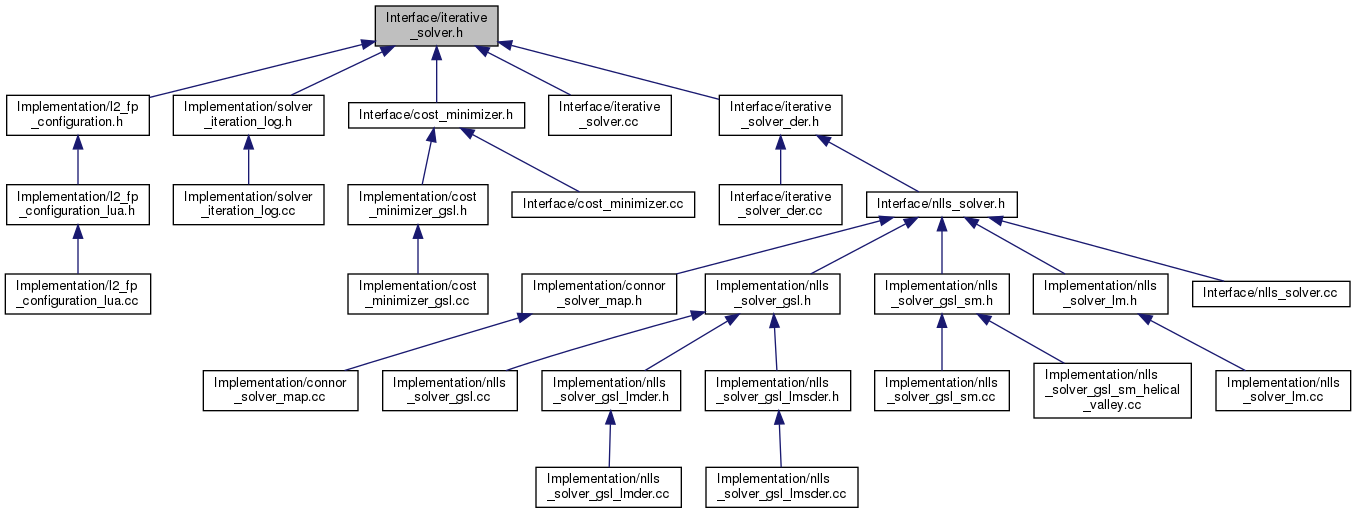 Interface/iterative
_solver.h
Implementation/l2_fp
_configuration.h
Implementation/solver
_iteration_log.h
Interface/cost_minimizer.h
Interface/iterative
_solver.cc
Interface/iterative
_solver_der.h
Implementation/l2_fp
_configuration_lua.h
Implementation/solver
_iteration_log.cc
Implementation/cost
_minimizer_gsl.h
Interface/cost_minimizer.cc
Interface/iterative
_solver_der.cc
Interface/nlls_solver.h
Implementation/l2_fp
_configuration_lua.cc
Implementation/cost
_minimizer_gsl.cc
Implementation/connor
_solver_map.h
Implementation/nlls
_solver_gsl.h
Implementation/nlls
_solver_gsl_sm.h
Implementation/nlls
_solver_lm.h
Interface/nlls_solver.cc
Implementation/connor
_solver_map.cc
Implementation/nlls
_solver_gsl.cc
Implementation/nlls
_solver_gsl_lmder.h
Implementation/nlls
_solver_gsl_lmsder.h
Implementation/nlls
_solver_gsl_sm.cc
Implementation/nlls
_solver_gsl_sm_helical
_valley.cc
Implementation/nlls
_solver_lm.cc
Implementation/nlls
_solver_gsl_lmder.cc
Implementation/nlls
_solver_gsl_lmsder.cc